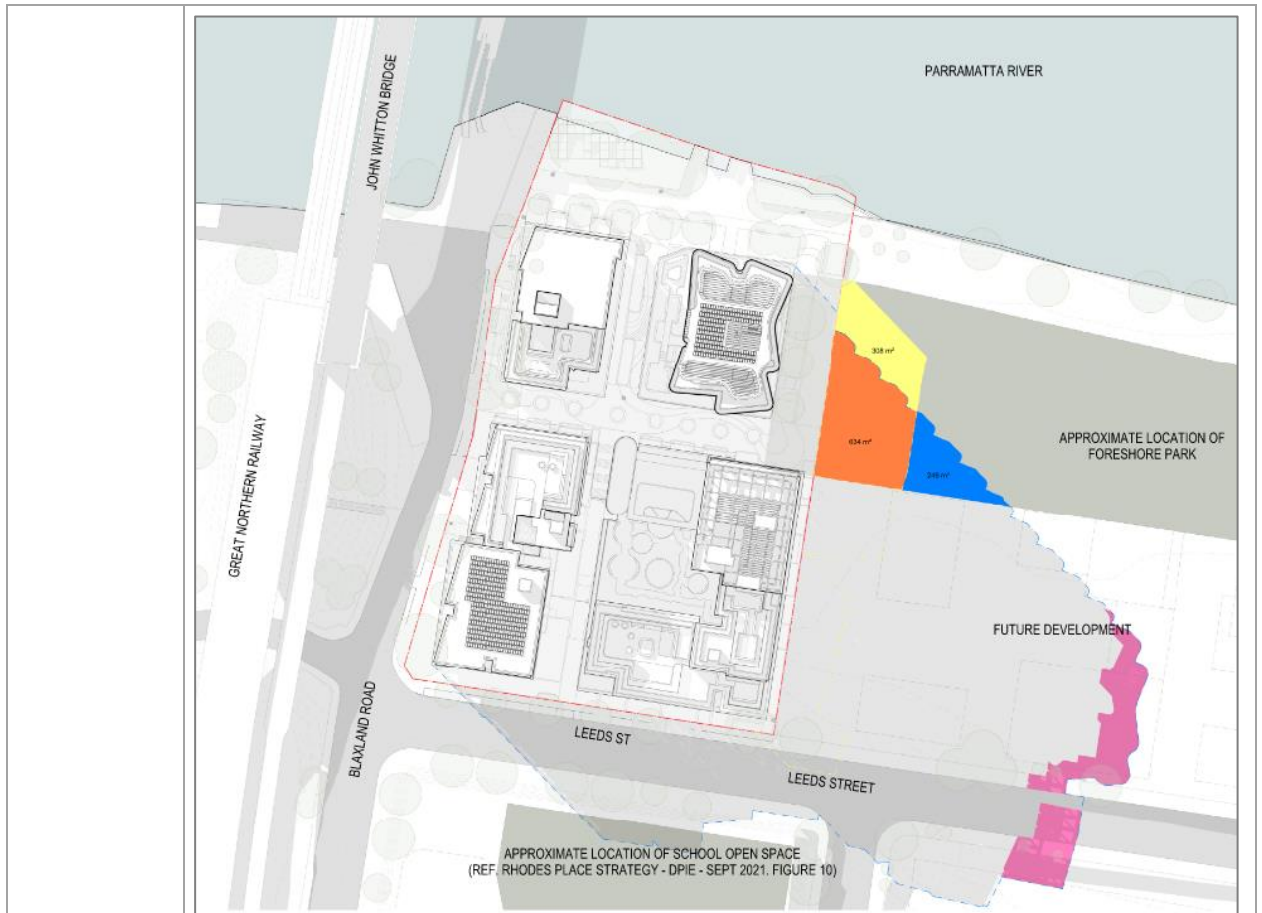 PARRAMATTA RIVER
JOHN WHITTON BRIDGE
308 m²
634 m²
APPROXIMATE LOCATION OF
FORESHORE PARK
GREAT NORTHERN RAILWAY
FUTURE DEVELOPMENT
BLAXLAND ROAD
LEEDS ST
LEEDS STREET
APPROXIMATE LOCATION OF SCHOOL OPEN SPACE
(REF. RHODES PLACE STRATEGY - DPIE - SEPT 2021. FIGURE 10)